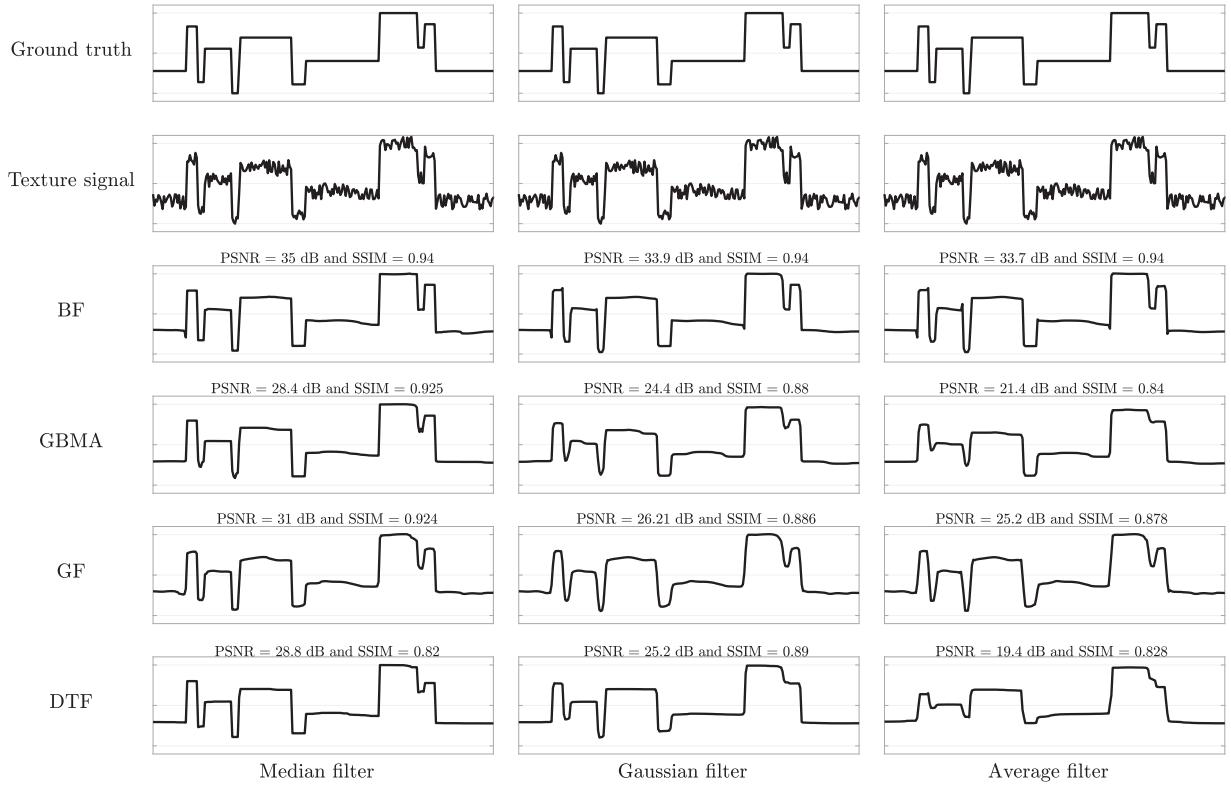 Ground truth
Texture signal
PSNR = 35 dB and SSIM = 0.94
PSNR = 33.9 dB and SSIM = 0.94
PSNR = 33.7 dB and SSIM = 0.94
BF
PSNR = 28.4 dB and SSIM = 0.925
PSNR = 24.4 dB and SSIM = 0.88
PSNR = 21.4 dB and SSIM = 0.84
GBMA
PSNR = 31 dB and SSIM = 0.924
PSNR = 26.21 dB and SSIM = 0.886
PSNR = 25.2 dB and SSIM = 0.878
GF
PSNR = 28.8 dB and SSIM = 0.82
PSNR = 25.2 dB and SSIM = 0.89
PSNR = 19.4 dB and SSIM = 0.828
DTF
Median filter
Gaussian filter
Average filter